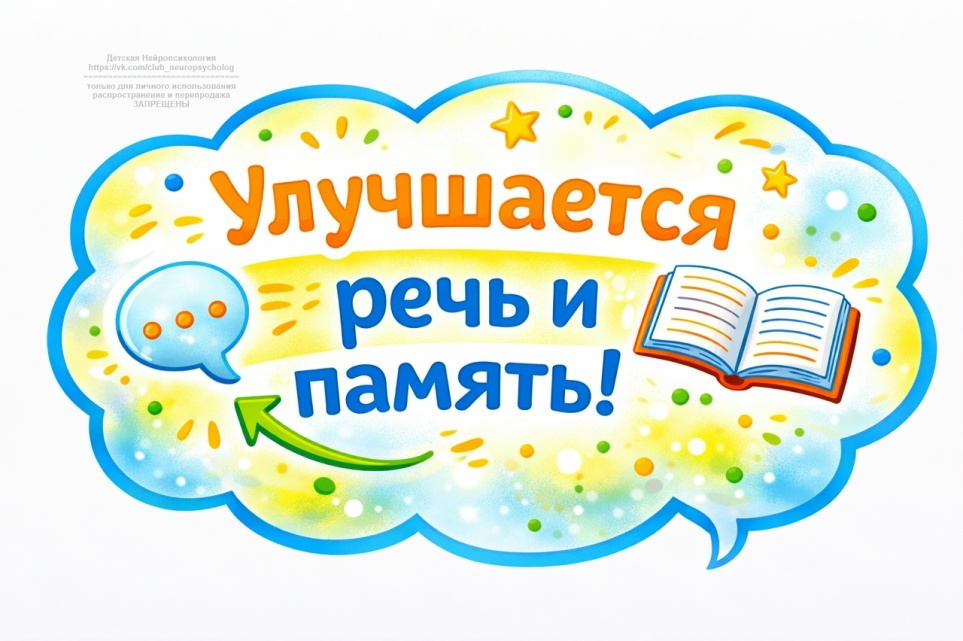 Детская Нейропсихология
https://vk.com/club_neuropsycholog
================================
только для личного использования
распространение и перепродажа
ЗАПРЕЩЕНЫ
Улучшается
речь и
память!